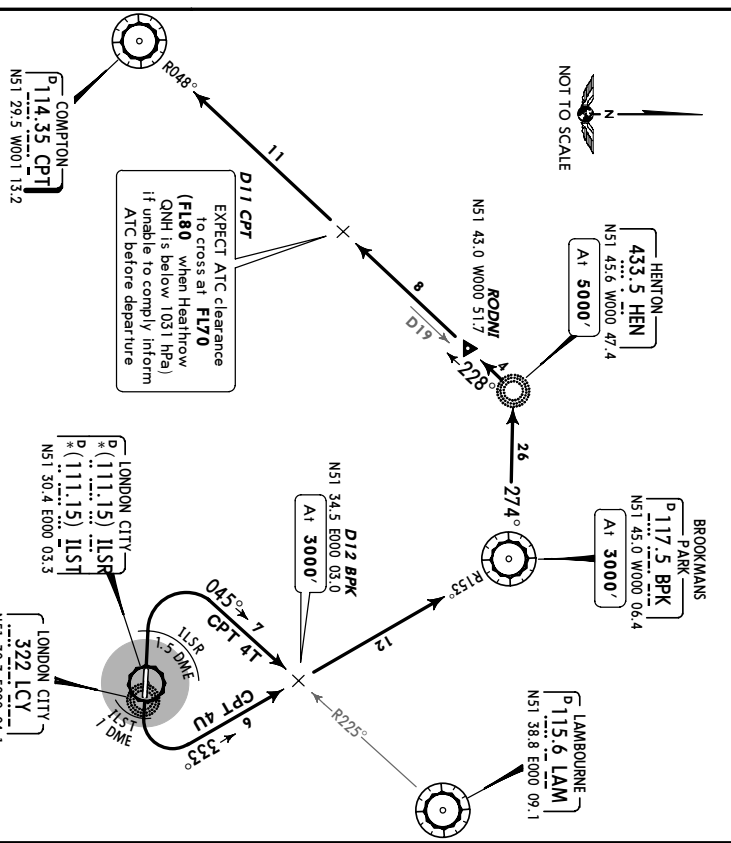 NOT TO SCALE
N
HENTON
433.5 HEN
N51 45.6 W000 47.4
At 5000'
BROOKMANS
PARK
D 117.5 BPK
N51 45.0 W000 06.4
At 3000'
LAMBOURNE
D 115.6 LAM
N51 38.8 E000 09.1
RODNI
N51 43.0 W000 51.7
26
274°
4
228°
D19
8
R153°
12
D12 BPK
N51 34.5 E000 03.0
At 3000'
R225°
COMPTON
D 114.35 CPT
N51 29.5 W001 13.2
R048°
11
D11 CPT
EXPECT ATC clearance
to cross at FL70
(FL80 when Heathrow
QNH is below 1031 hPa)
if unable to comply inform
ATC before departure
045°
7
CPT 4T
CPT 4U
6
333°
ILSR
1.5 DME
ILST
1 DME
LONDON CITY
D *(111.15) ILSR
D *(111.15) ILST
N51 30.4 E000 03.3
LONDON CITY
322 LCY